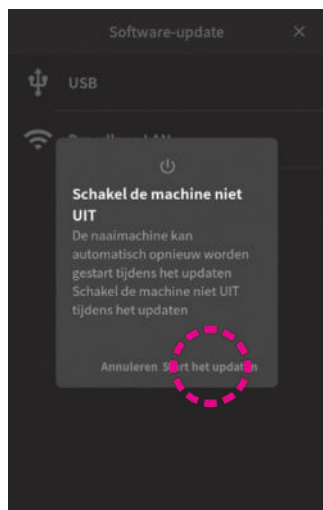 Software-update
USB
Schakel de machine niet
UIT
De naaimachine kan
automatisch opnieuw worden
gestart tijdens het updaten
Schakel de machine niet UIT
tijdens het updaten
Annuleren Start het updaten